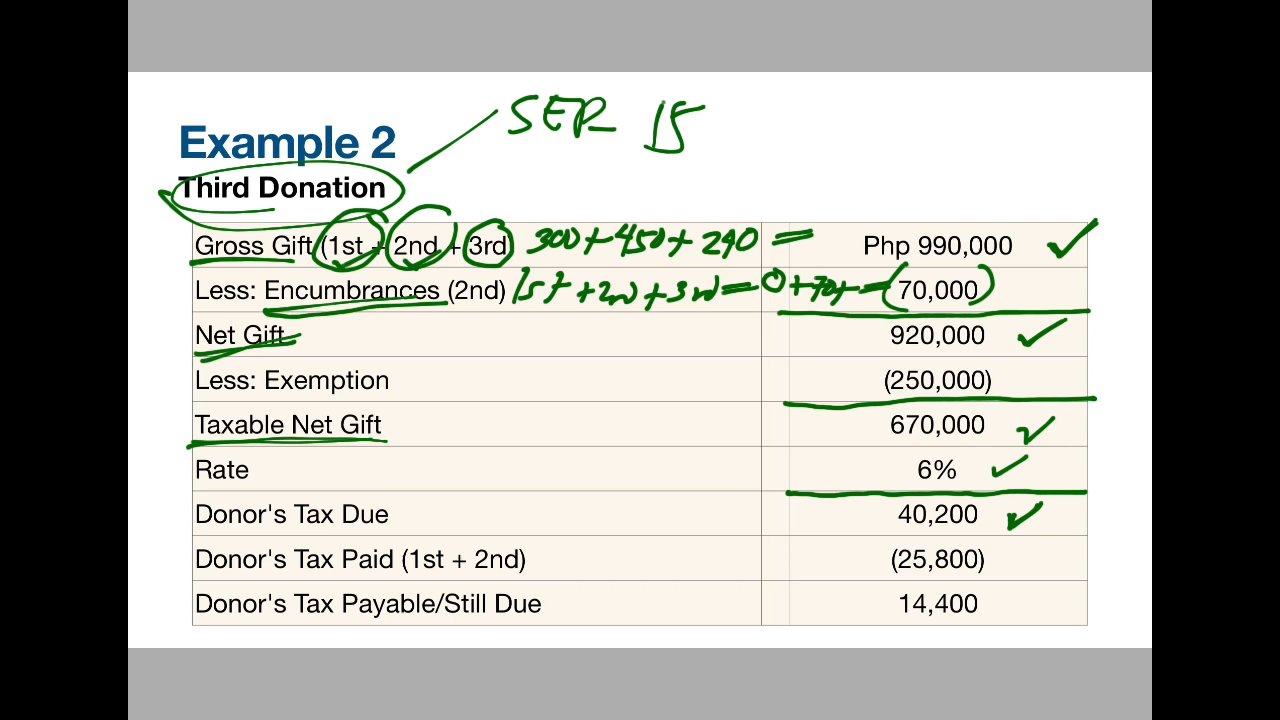 SEP 15
Example 2
Third Donation
Gross Gift (1st + 2nd + 3rd) 300+450+240 = Php 990,000
Less: Encumbrances (2nd) 1st + 2nd + 3rd = 0+70+ = (70,000)
Net Gift 920,000
Less: Exemption (250,000)
Taxable Net Gift 670,000
Rate 6%
Donor's Tax Due 40,200
Donor's Tax Paid (1st + 2nd) (25,800)
Donor's Tax Payable/Still Due 14,400